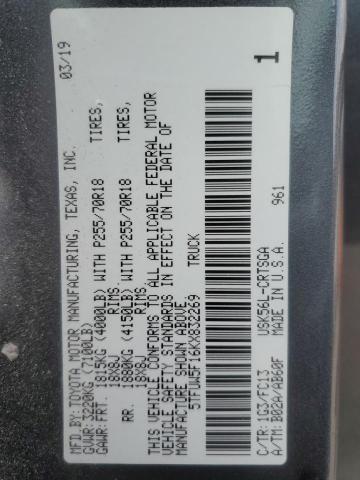 MFD.BY:TOYOTA MOTOR MANUFACTURING, TEXAS, INC. 03/19
GVWR: 3220KG (7100LB)
GAWR: FRT. 1815KG (4000LB) WITH P255/70R18 TIRES,
18X8J RIMS.
RR. 1880KG (4150LB) WITH P255/70R18 TIRES,
18X8J RIMS.
THIS VEHICLE CONFORMS TO ALL APPLICABLE FEDERAL MOTOR
VEHICLE SAFETY STANDARDS IN EFFECT ON THE DATE OF
MANUFACTURE SHOWN ABOVE.
5TFUW5F16KX832269 TRUCK
1
C/TR: 1G3/FC13 USK56L-CRTSGA
A/TM: B02A/AB60F MADE IN U.S.A. 961